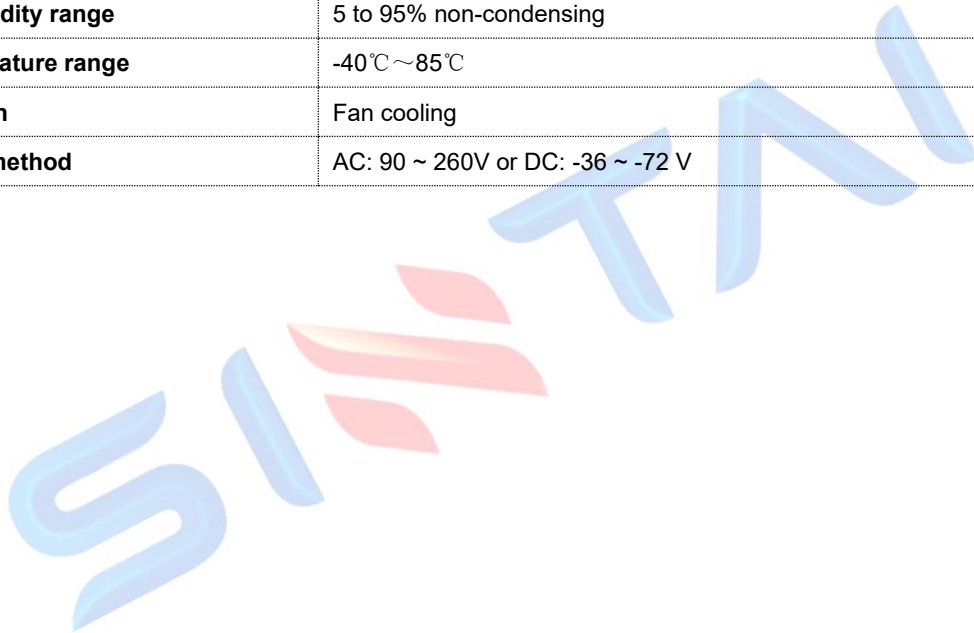 dity range 5 to 95% non-condensing
ature range -40℃～85℃
n Fan cooling
method AC: 90 ~ 260V or DC: -36 ~ -72 V
SINTAI